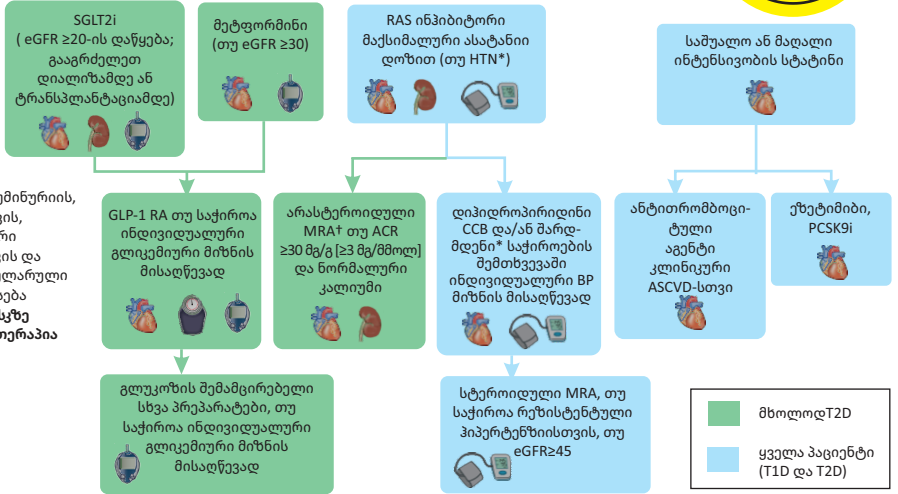 SGLT2i
( eGFR ≥20-ის დაწყება;
გააგრძელეთ
დიალიზამდე ან
ტრანსპლანტაციამდე)
მეტფორმინი
(თუ eGFR ≥30)
RAS ინჰიბიტორი
მაქსიმალური ასატანიი
დოზით (თუ HTN*)
საშუალო ან მაღალი
ინტენსივობის სტატინი
GLP-1 RA თუ საჭიროა
ინდივიდუალური
გლიკემიური მიზნის
მისაღწევად
არასტეროიდული
MRA† თუ ACR
≥30 მგ/გ [≥3 მგ/მმოლ]
და ნორმალური
კალიუმი
დიჰიდროპირიდინი
CCB და/ან შარდ-
მდენი* საჭიროების
შემთხვევაში
ინდივიდუალური BP
მიზნის მისაღწევად
ანტითრომბოცი-
ტული
აგენტი
კლინიკური
ASCVD-სთვი
ეზეტიმიბი,
PCSK9i
გლუკოზის შემამცირებელი
სხვა პრეპარატები, თუ
საჭიროა ინდივიდუალური
გლიკემიური მიზნის
მისაღწევად
სტეროიდული MRA, თუ
საჭიროა რეზისტენტული
ჰიპერტენზიისთვის, თუ
eGFR≥45
მხოლოდT2D
ყველა პაციენტი
(T1D და T2D)